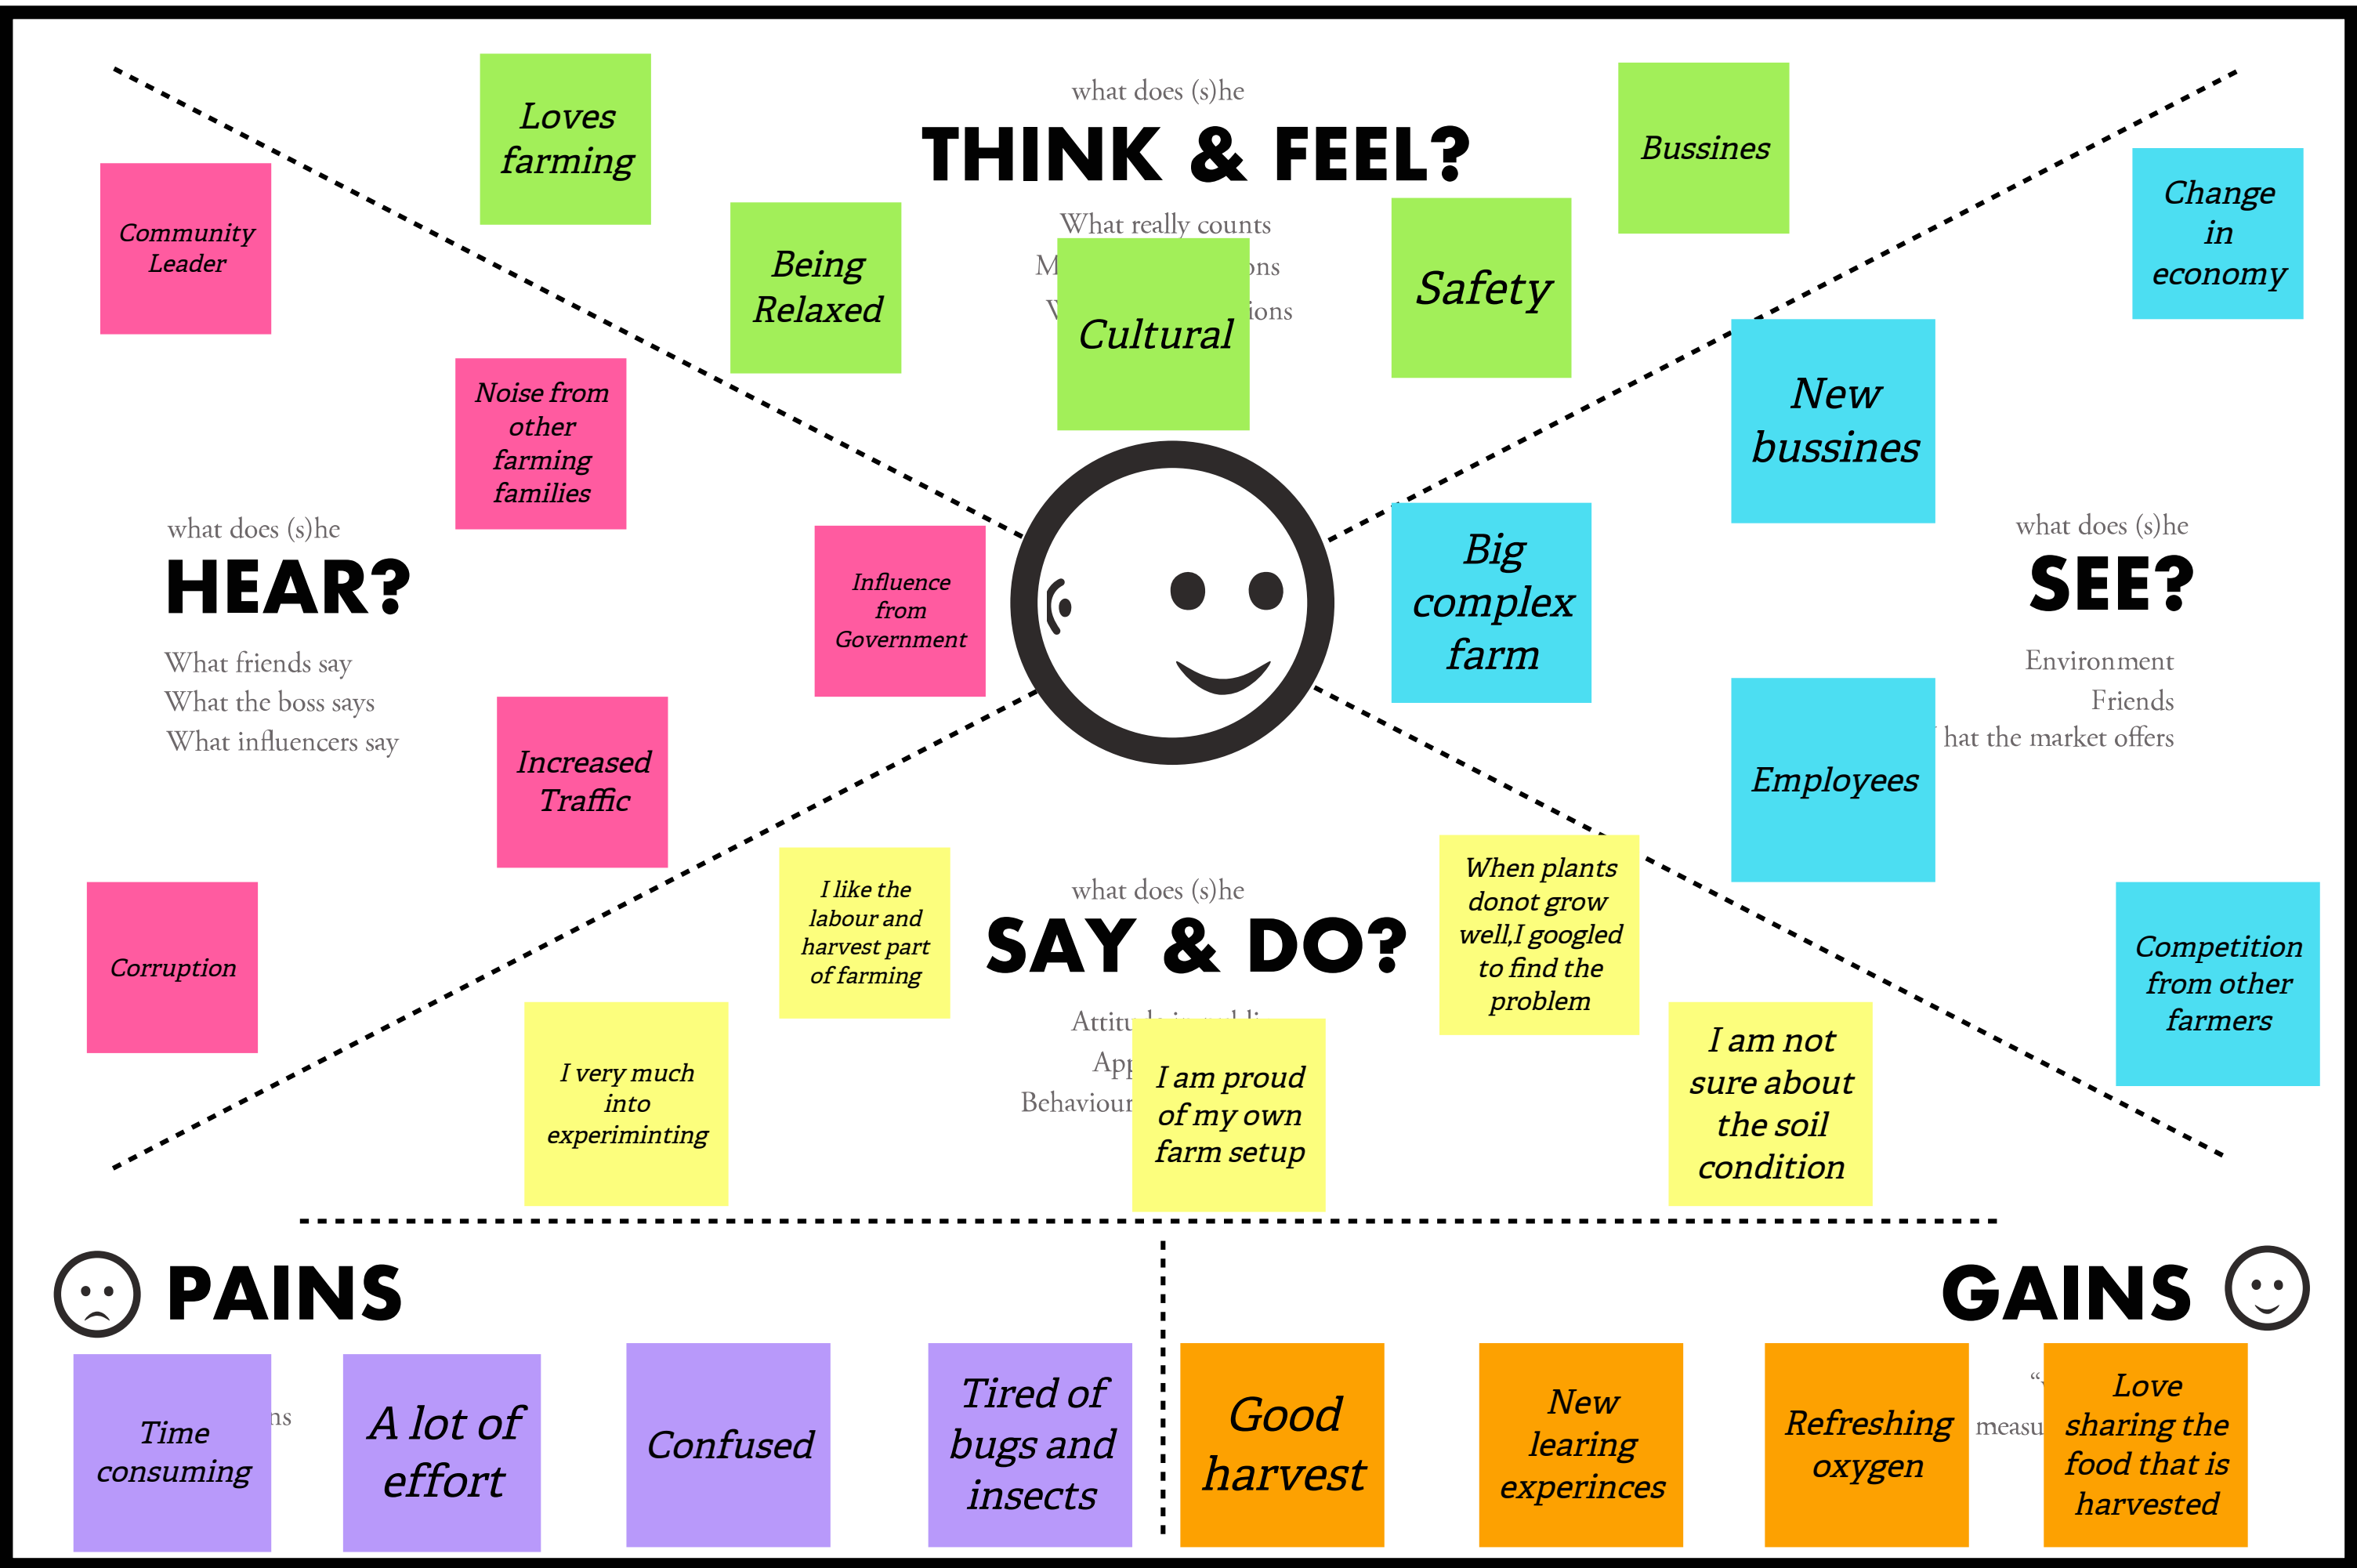 what does (s)he
THINK & FEEL?
What really counts
Loves
farming
Being
Relaxed
Cultural
Safety
Bussines
Community
Leader
Noise from
other
farming
families
what does (s)he
HEAR?
What friends say
What the boss says
What influencers say
Influence
from
Government
Increased
Traffic
Corruption
Change
in
economy
New
bussines
Big
complex
farm
what does (s)he
SEE?
Environment
Friends
hat the market offers
Employees
Competition
from other
farmers
what does (s)he
SAY & DO?
Behaviour
I like the
labour and
harvest part
of farming
I very much
into
experiminting
I am proud
of my own
farm setup
When plants
donot grow
well,I googled
to find the
problem
I am not
sure about
the soil
condition
PAINS
Time
consuming
A lot of
effort
Confused
Tired of
bugs and
insects
GAINS
Good
harvest
New
learing
experinces
Refreshing
oxygen
Love
sharing the
food that is
harvested